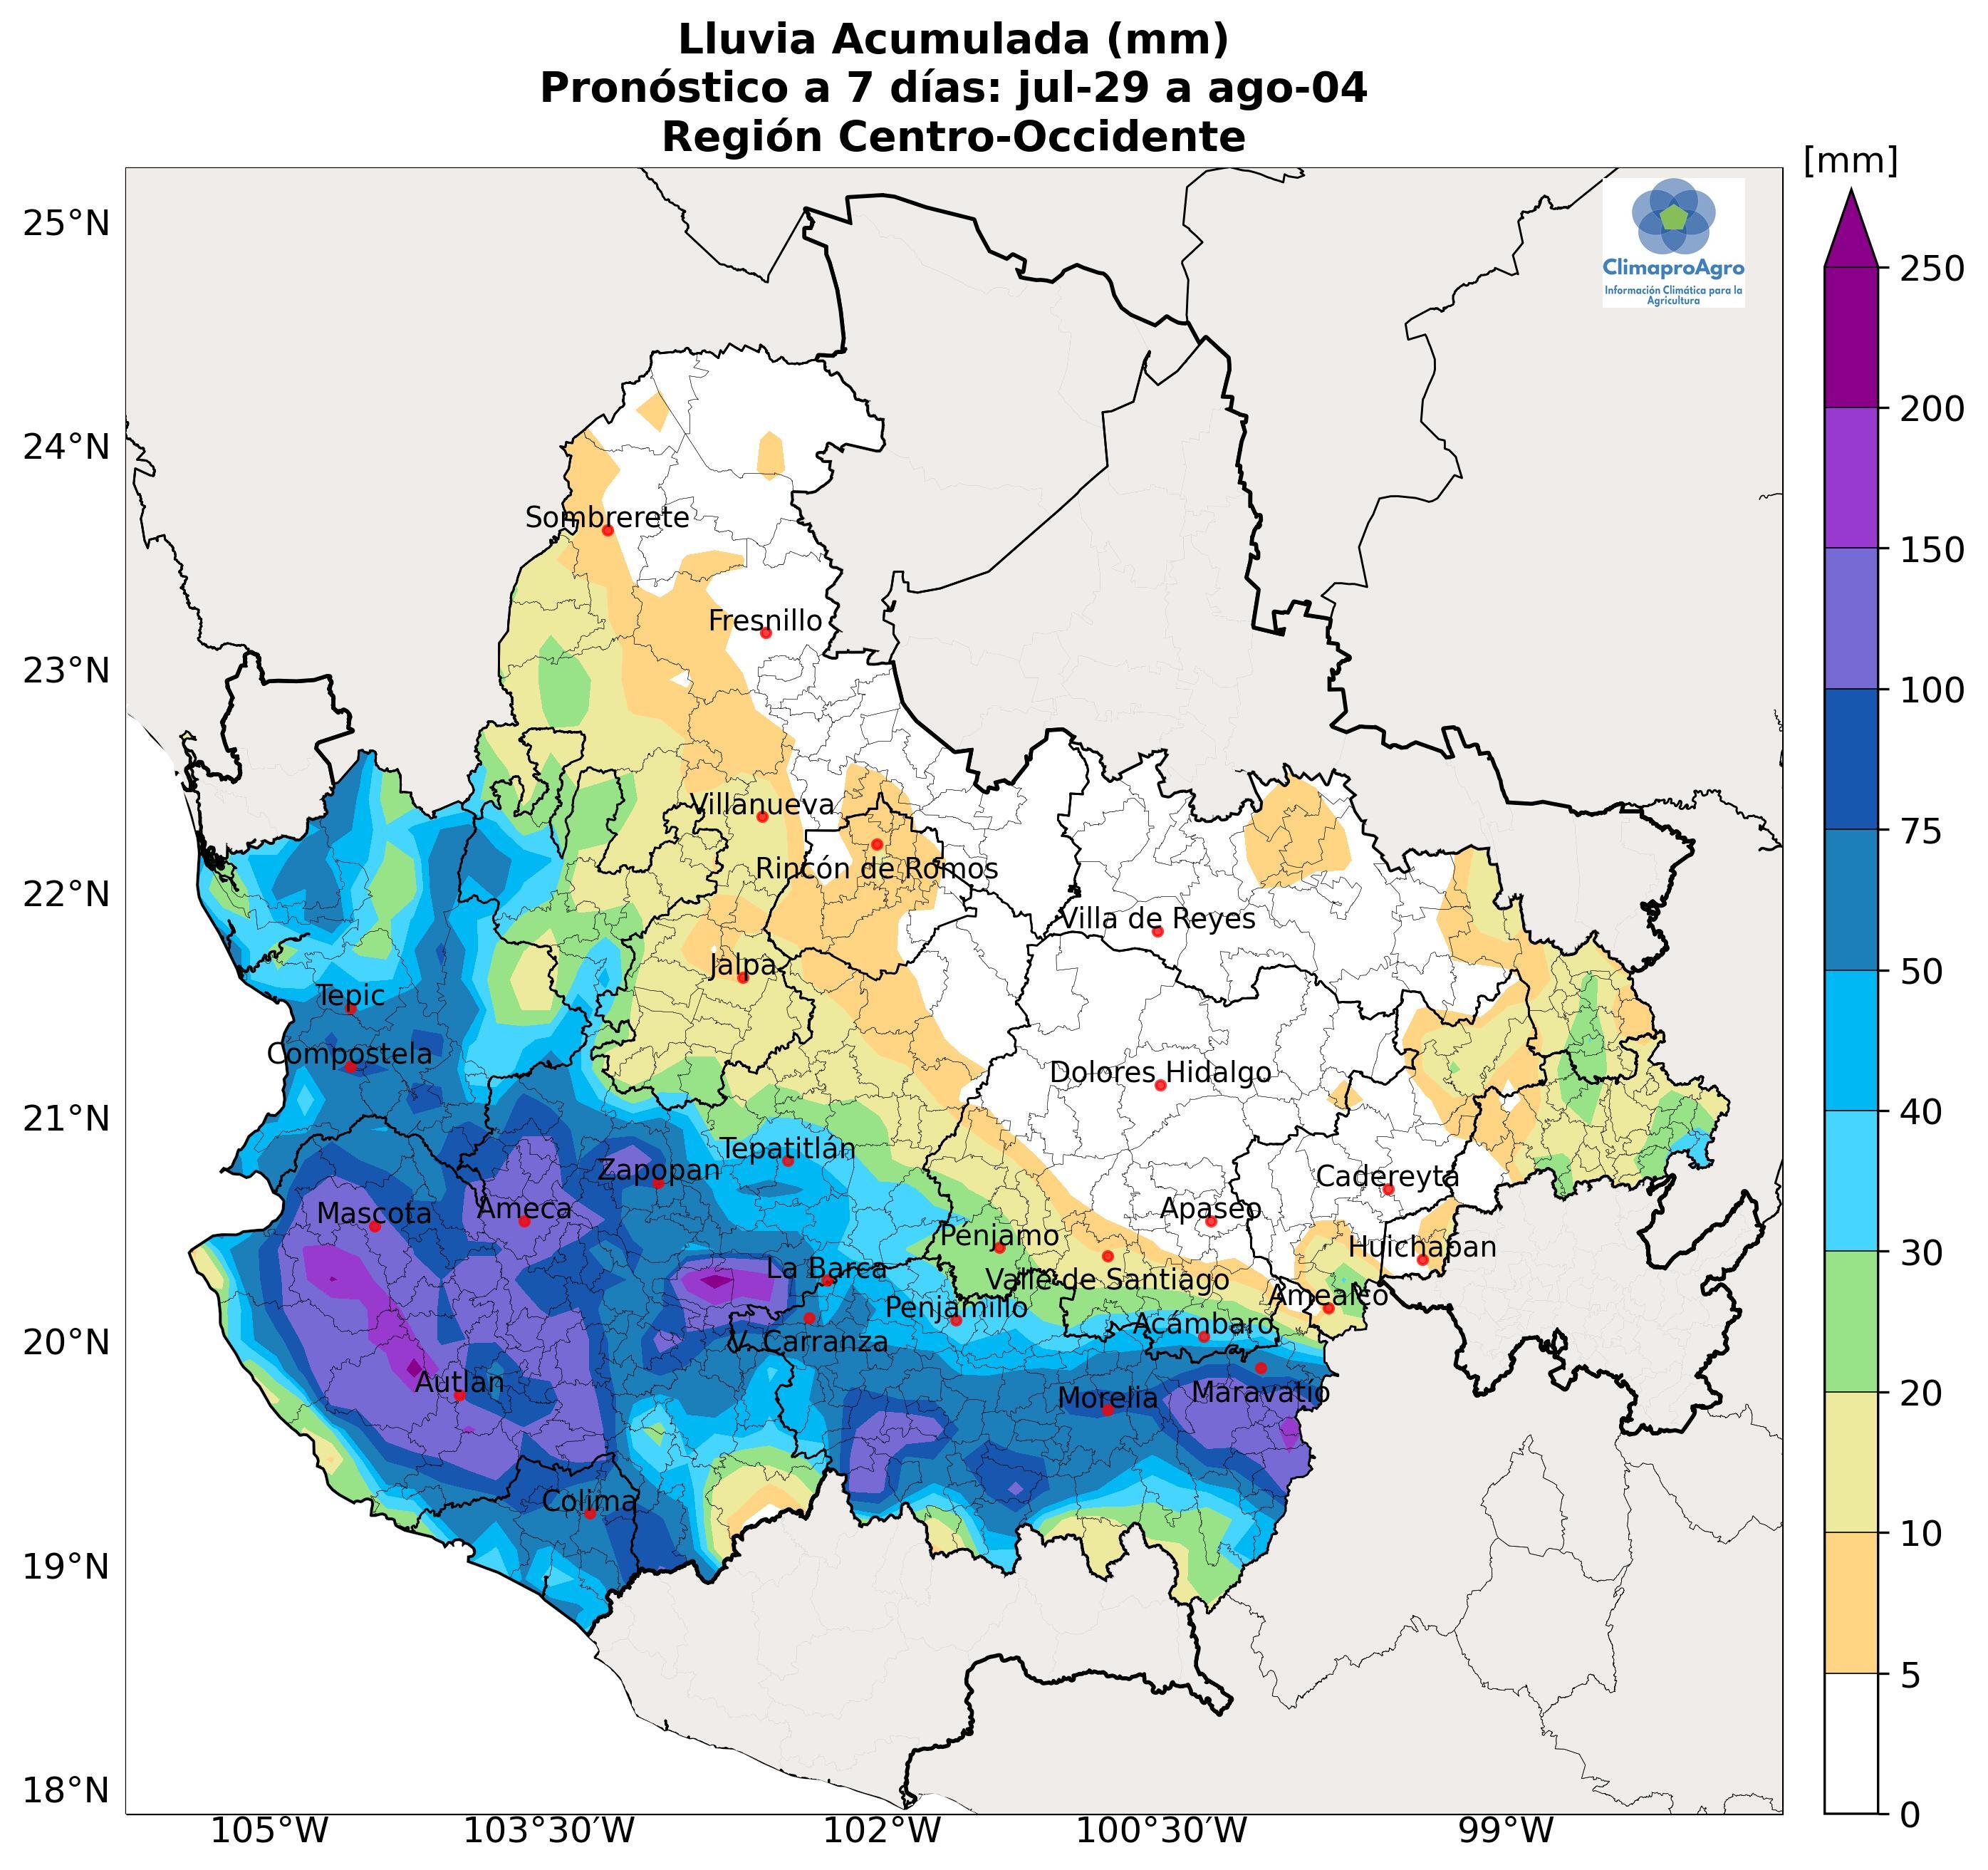 Lluvia Acumulada (mm)
Pronóstico a 7 días: jul-29 a ago-04
Región Centro-Occidente
[mm]
25°N
24°N
23°N
22°N
21°N
20°N
19°N
18°N
105°W
103°30'W
102°W
100°30'W
99°W
ClimaproAgro
Información Climática para la
Agricultura
250
200
150
100
75
50
40
30
20
10
5
0
Sombrerete
Fresnillo
Villanueva
Rincón de Romos
Villa de Reyes
Jalpa
Tepic
Compostela
Dolores Hidalgo
Tepatitlán
Zapopan
Cadereyta
Mascota
Ameca
Apaseo
Penjamo
Huichapan
La Barca
Valle de Santiago
Amealco
Penjamillo
Acámbaro
V. Carranza
Autlan
Morelia
Maravatío
Colima